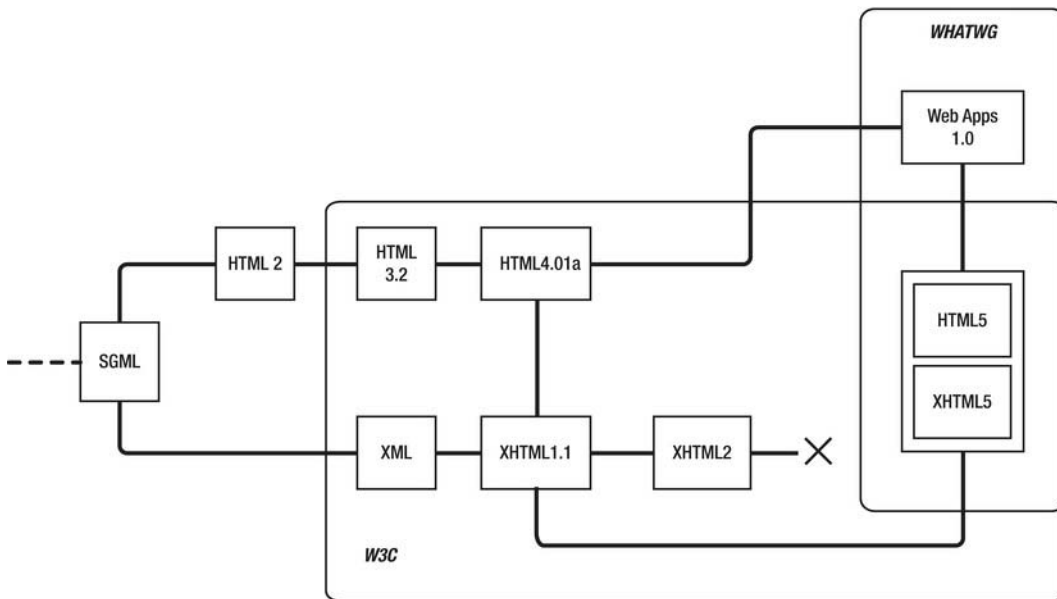 WHATWG
Web Apps
1.0
HTML 2
HTML
3.2
HTML4.01a
HTML5
SGML
XHTML5
XML
XHTML1.1
XHTML2
W3C